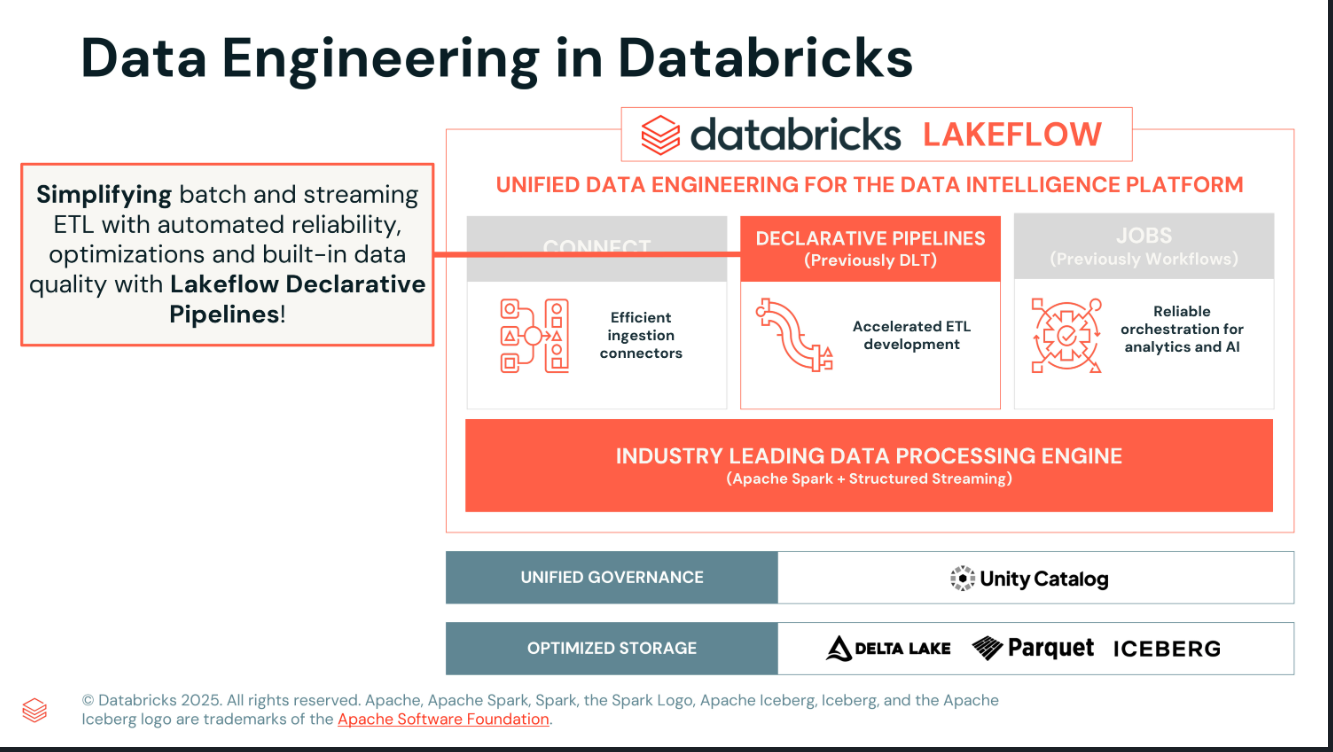 Data Engineering in Databricks
databricks LAKEFLOW
UNIFIED DATA ENGINEERING FOR THE DATA INTELLIGENCE PLATFORM
Simplifying batch and streaming
ETL with automated reliability,
optimizations and built-in data
quality with Lakeflow Declarative
Pipelines!
CONNECT
Efficient
ingestion
connectors
DECLARATIVE PIPELINES
(Previously DLT)
Accelerated ETL
development
JOBS
(Previously Workflows)
Reliable
orchestration for
analytics and AI
INDUSTRY LEADING DATA PROCESSING ENGINE
(Apache Spark + Structured Streaming)
UNIFIED GOVERNANCE
Unity Catalog
OPTIMIZED STORAGE
DELTA LAKE Parquet ICEBERG
© Databricks 2025. All rights reserved. Apache, Apache Spark, Spark, the Spark Logo, Apache Iceberg, Iceberg, and the Apache
Iceberg logo are trademarks of the Apache Software Foundation.